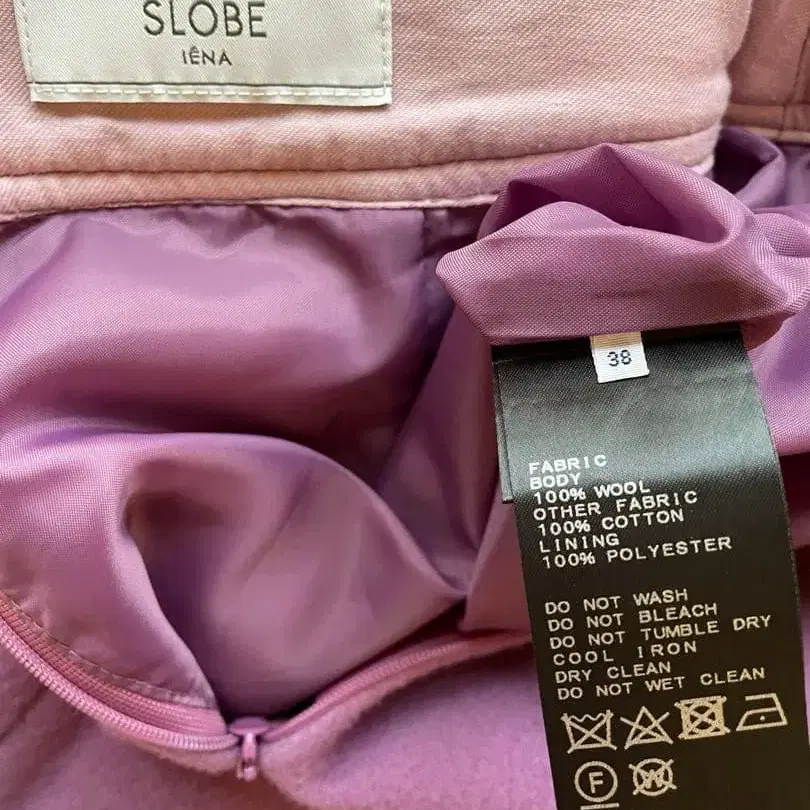 SLOBE
IÉNA
38
FABRIC
BODY
100% WOOL
OTHER FABRIC
100% COTTON
LINING
100% POLYESTER
DO NOT WASH
DO NOT BLEACH
DO NOT TUMBLE DRY
COOL IRON
DRY CLEAN
DO NOT WET CLEAN
F W